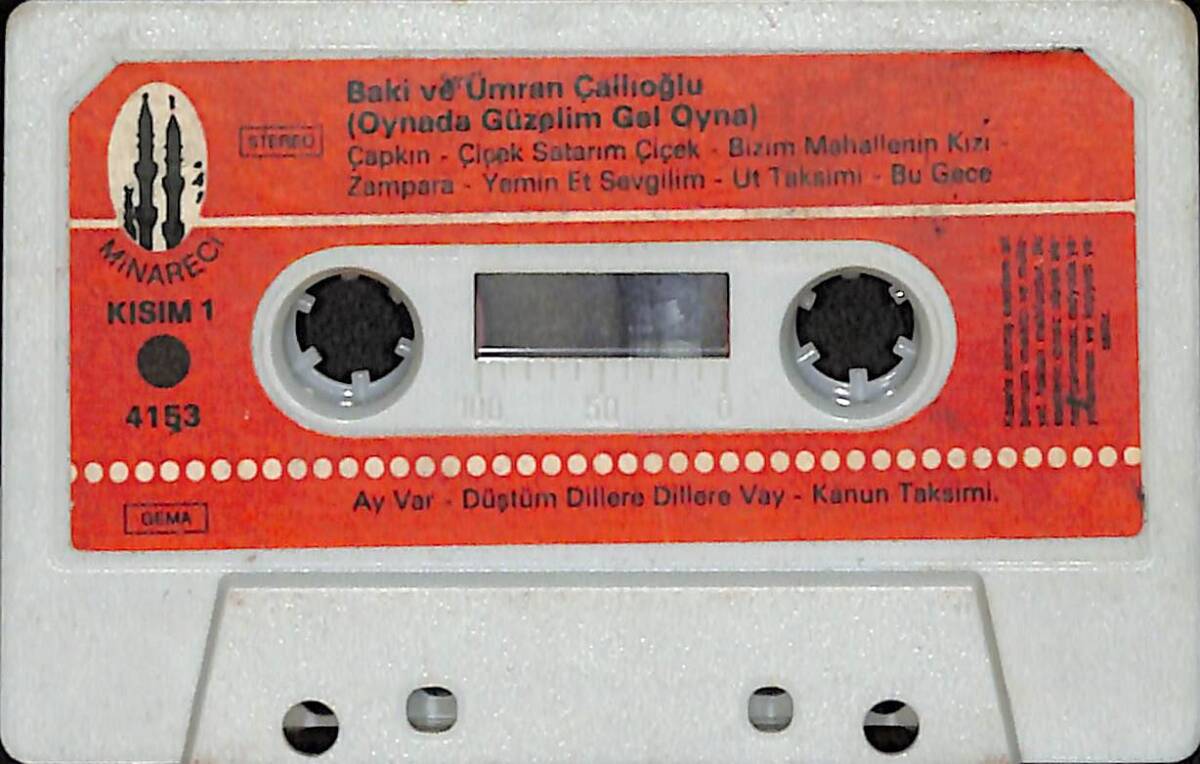 Baki ve Ümran Çallıoğlu
(Oynada Güzelim Gel Oyna)
STEREO
Çapkın - Çiçek Satarım Çiçek - Bizim Mahallenin Kızı -
Zampara - Yemin Et Sevgilim - Ut Taksimi - Bu Gece
MİNARECİ
KISIM 1
4153
100 50 0
Ay Var - Düştüm Dillere Dillere Vay - Kanun Taksimi.
GEMA